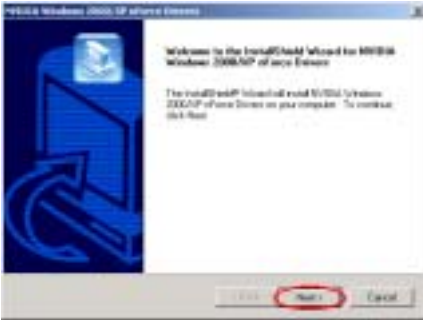 NVIDIA Windows 2000/XP nForce Drivers
Welcome to the InstallShield Wizard for NVIDIA
Windows 2000/XP nForce Drivers
The InstallShield® Wizard will install NVIDIA Windows
2000/XP nForce Drivers on your computer. To continue,
click Next.
Next >
Cancel